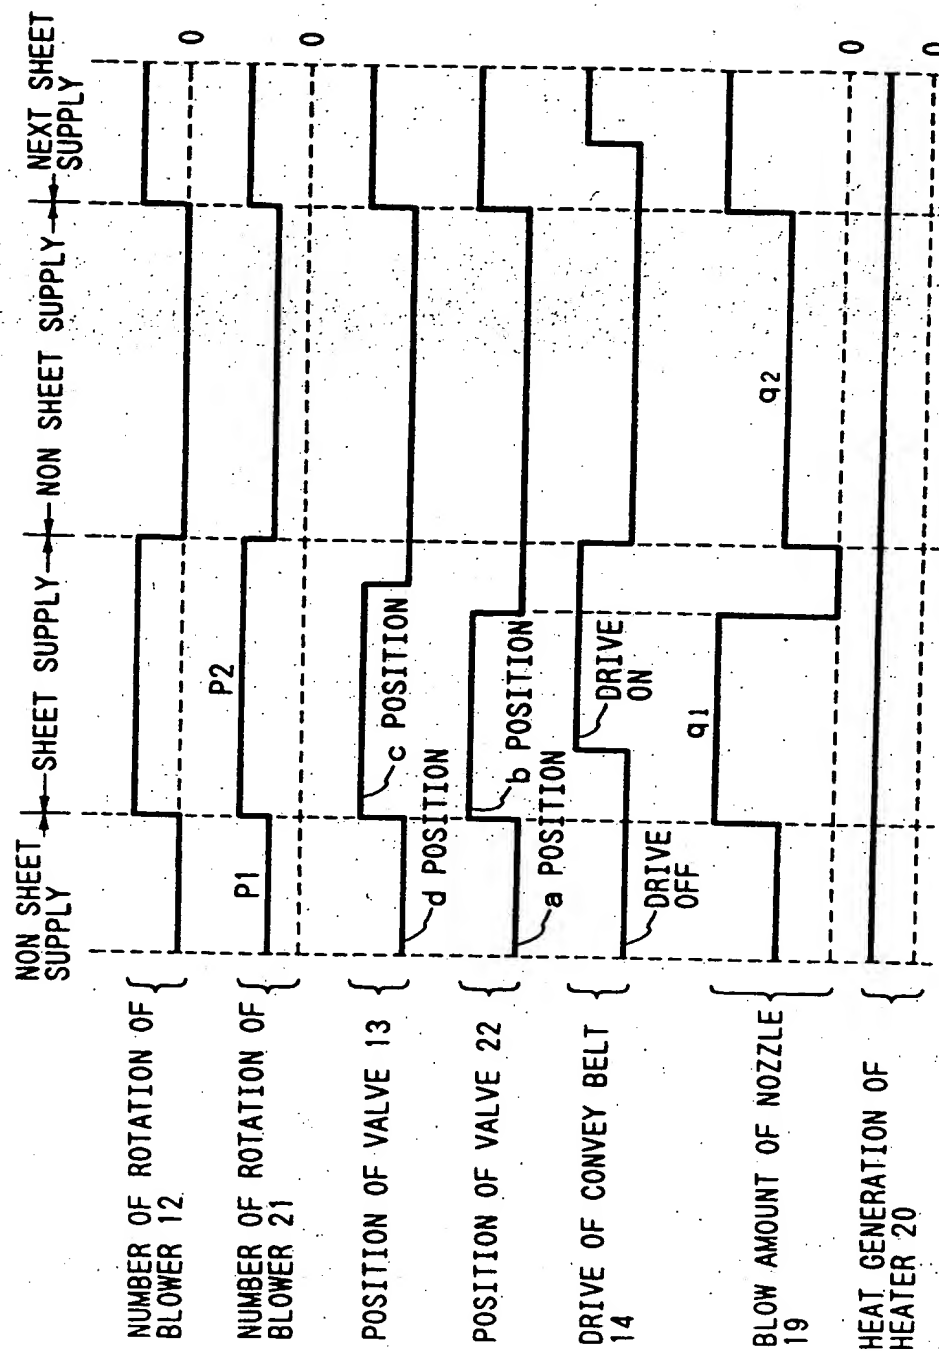 NON SHEET
SUPPLY
SHEET SUPPLY
NON SHEET SUPPLY
NEXT SHEET
SUPPLY
NUMBER OF ROTATION OF
BLOWER 12
0
NUMBER OF ROTATION OF
BLOWER 21
P1
P2
0
POSITION OF VALVE 13
d POSITION
c POSITION
POSITION OF VALVE 22
a POSITION
b POSITION
DRIVE OF CONVEY BELT
14
DRIVE
OFF
DRIVE
ON
BLOW AMOUNT OF NOZZLE
19
q1
q2
0
HEAT GENERATION OF
HEATER 20
0